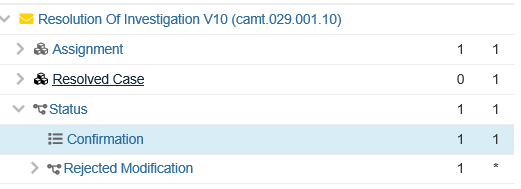 Resolution Of Investigation V10 (camt.029.001.10)
Assignment 1 1
Resolved Case 0 1
Status 1 1
Confirmation 1 1
Rejected Modification 1 *